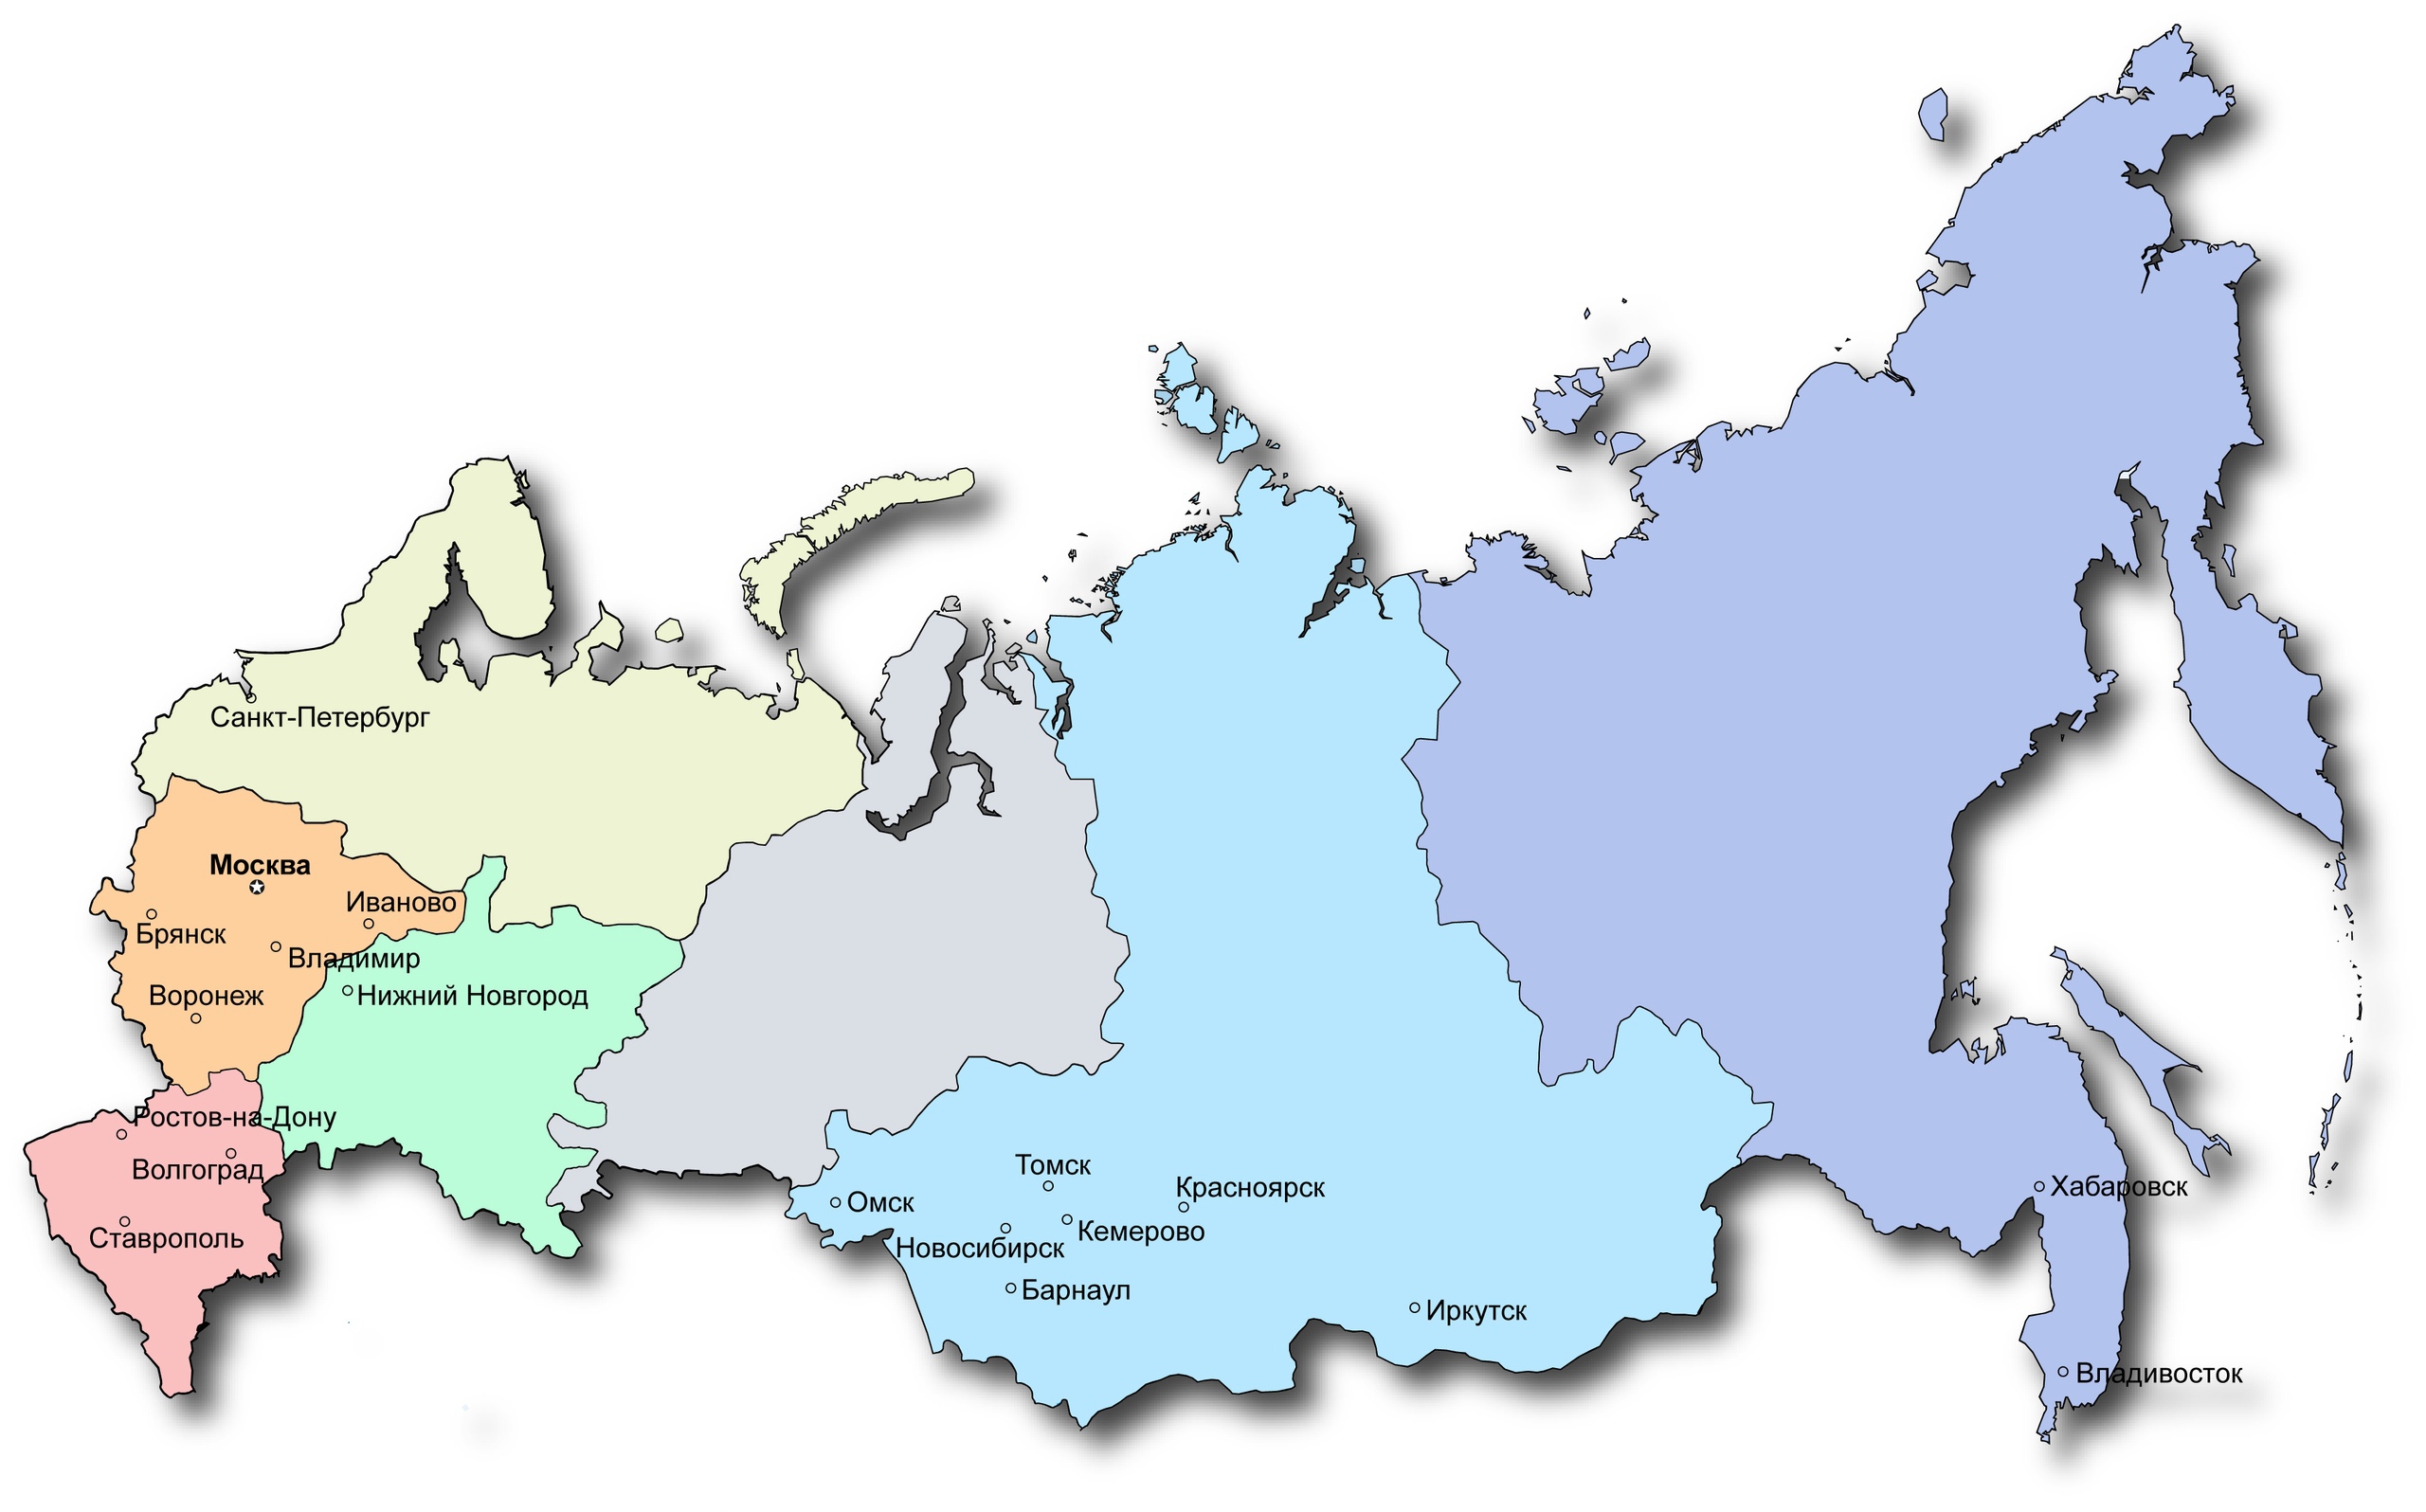 Санкт-Петербург
Москва
Иваново
Брянск
Владимир
Воронеж
Нижний Новгород
Ростов-на-Дону
Волгоград
Ставрополь
Томск
Красноярск
Омск
Кемерово
Новосибирск
Барнаул
Иркутск
Хабаровск
Владивосток